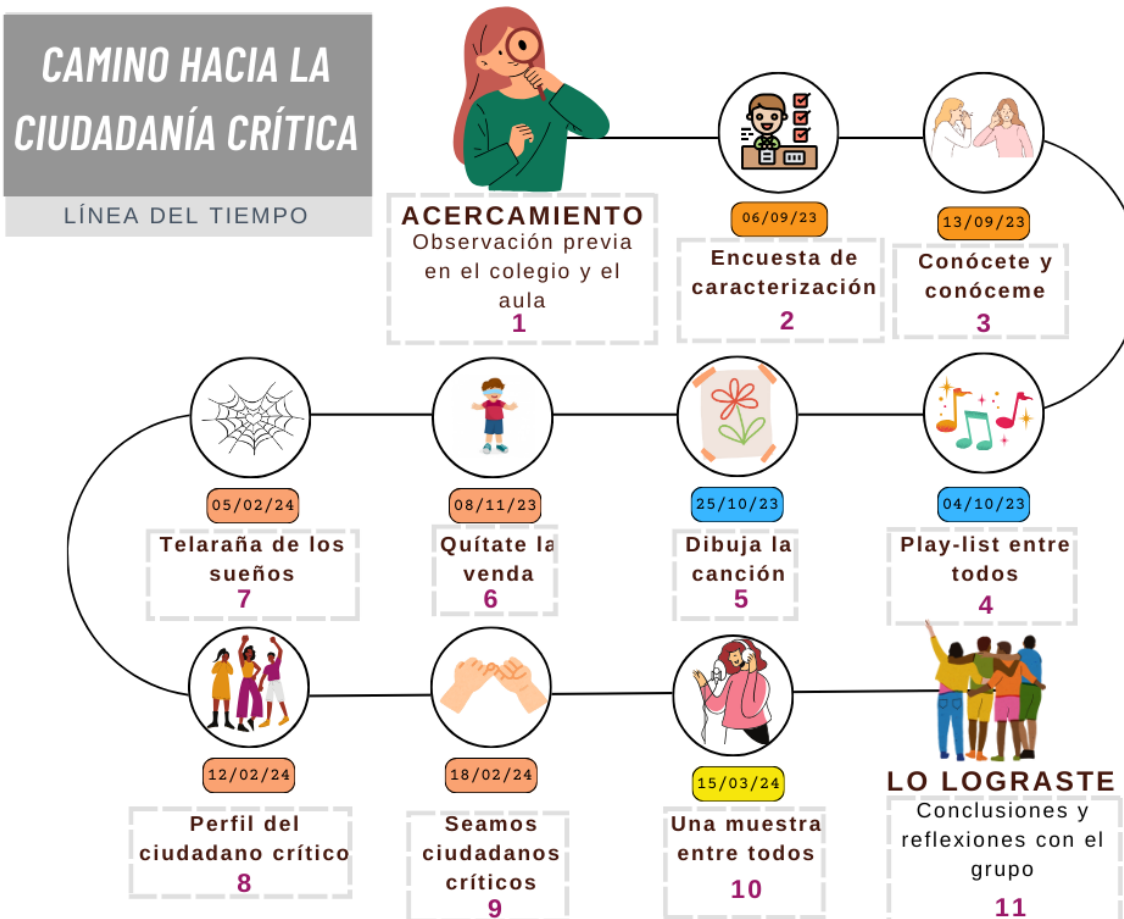 CAMINO HACIA LA
CIUDADANÍA CRÍTICA
LÍNEA DEL TIEMPO
ACERCAMIENTO
Observación previa
en el colegio y el
aula
1
06/09/23
Encuesta de
caracterización
2
13/09/23
Conócete y
conóceme
3
04/10/23
Play-list entre
todos
4
25/10/23
Dibuja la
canción
5
08/11/23
Quítate la
venda
6
05/02/24
Telaraña de los
sueños
7
12/02/24
Perfil del
ciudadano crítico
8
18/02/24
Seamos
ciudadanos
críticos
9
15/03/24
Una muestra
entre todos
10
LO LOGRASTE
Conclusiones y
reflexiones con el
grupo
11